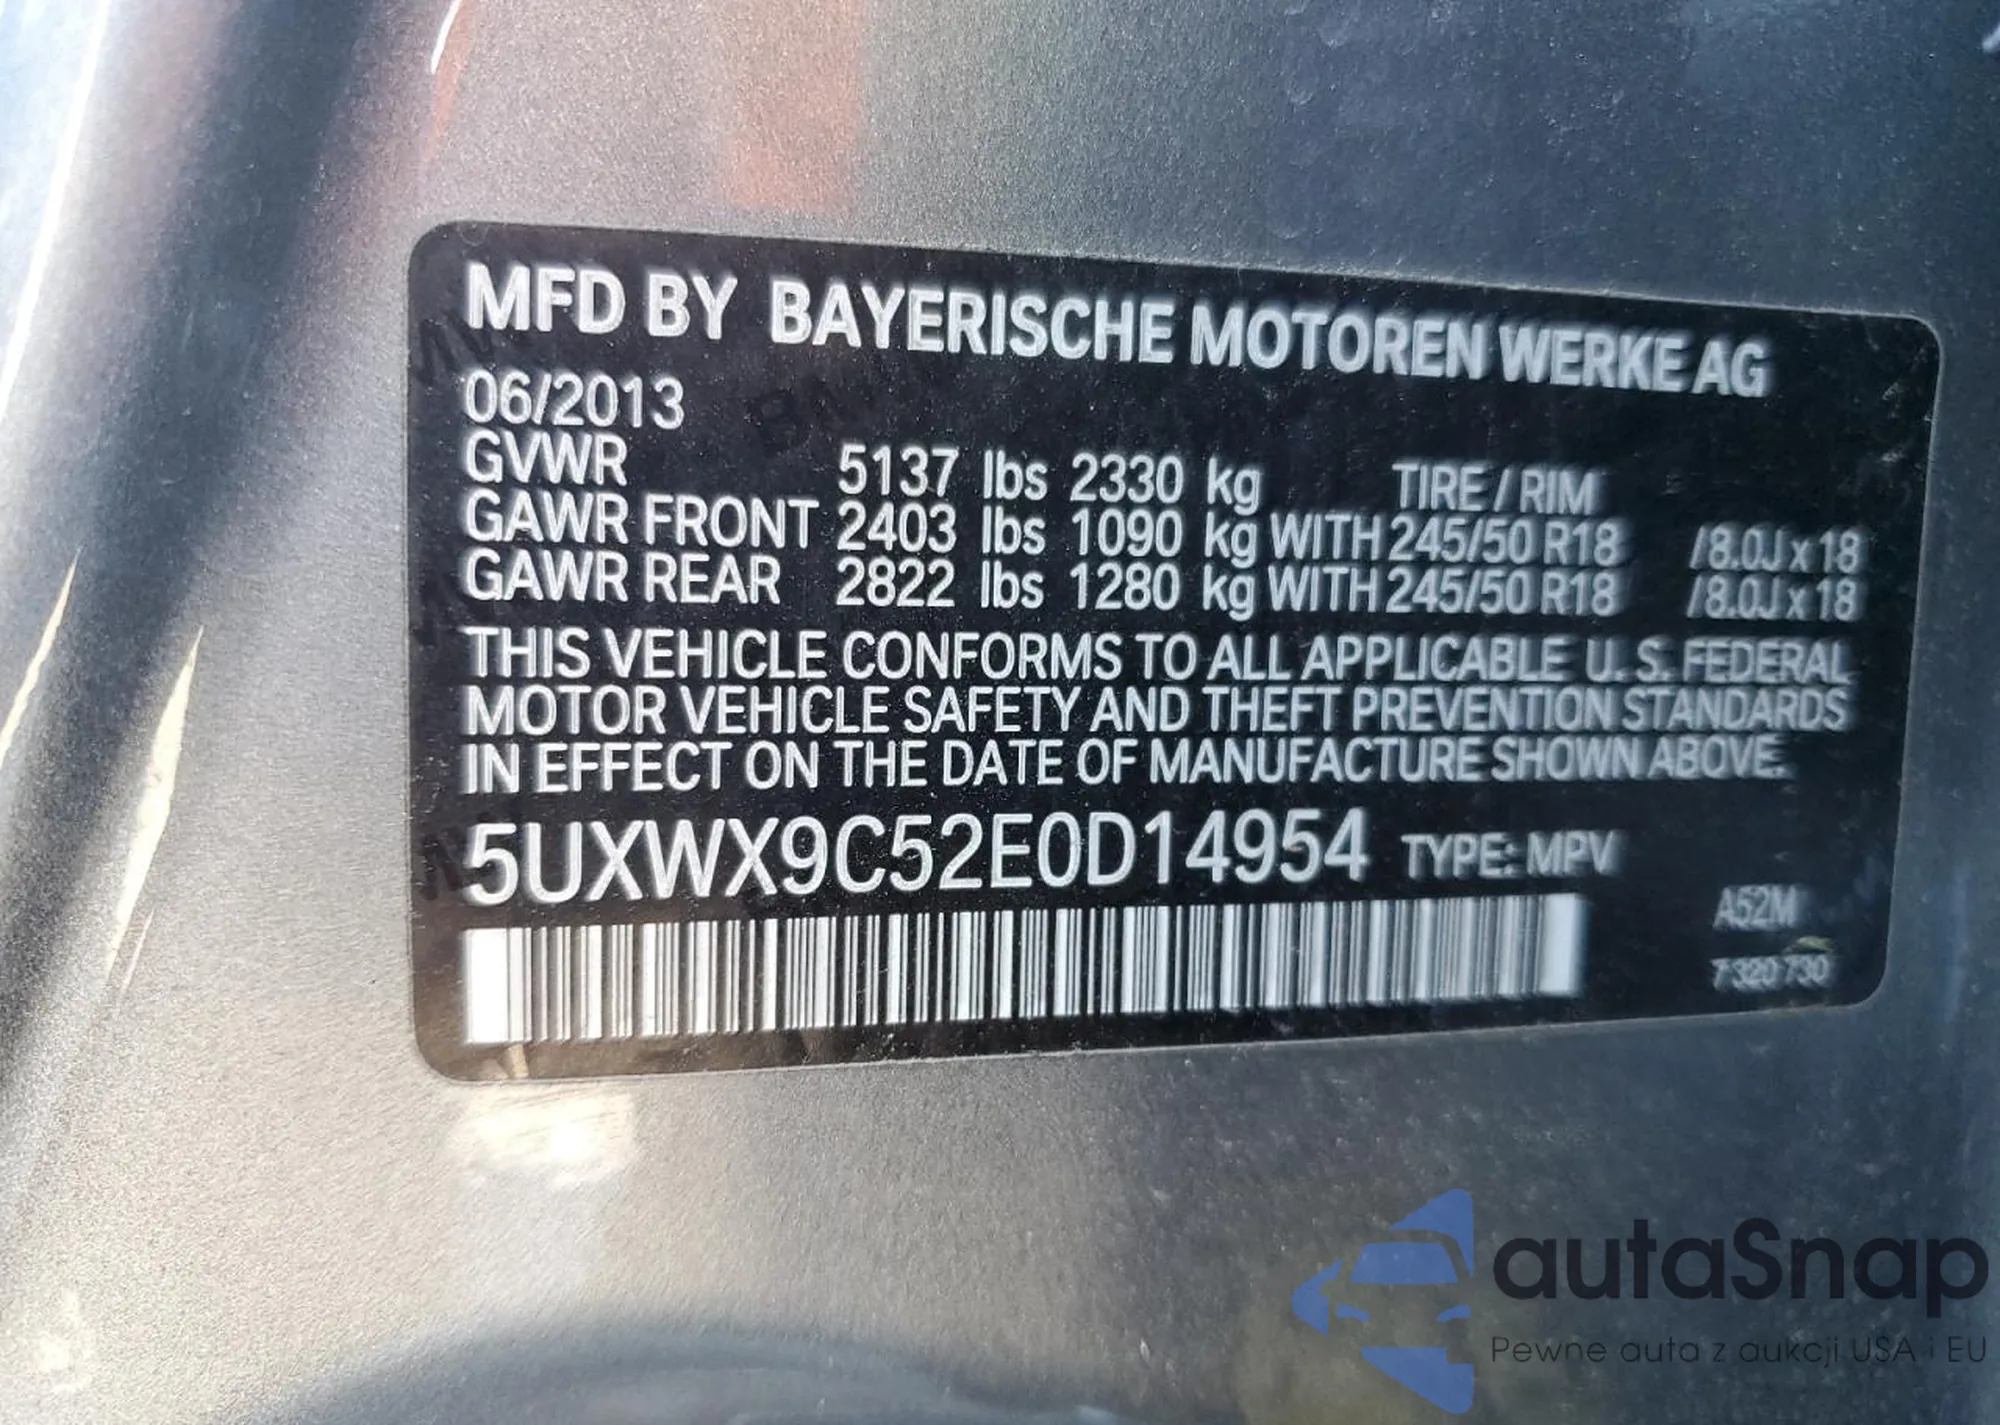 MFD BY BAYERISCHE MOTOREN WERKE AG
06/2013
GVWR 5137 lbs 2330 kg TIRE / RIM
GAWR FRONT 2403 lbs 1090 kg WITH 245/50 R18 /8.0J x 18
GAWR REAR 2822 lbs 1280 kg WITH 245/50 R18 /8.0J x 18
THIS VEHICLE CONFORMS TO ALL APPLICABLE U.S. FEDERAL
MOTOR VEHICLE SAFETY AND THEFT PREVENTION STANDARDS
IN EFFECT ON THE DATE OF MANUFACTURE SHOWN ABOVE.
5UXWX9C52E0D14954 TYPE: MPV
A52M
7 320 730
autaSnap
Pewne auta z aukcji USA i EU